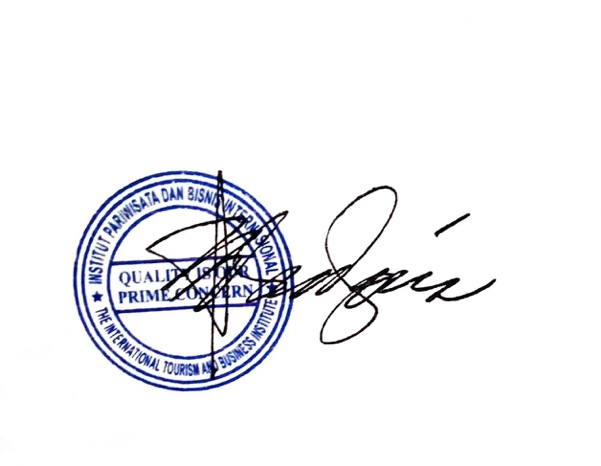 INSTITUT PARIWISATA DAN BISNIS INTERNASIONAL
QUALITY IS OUR
PRIME CONCERN
THE INTERNATIONAL TOURISM AND BUSINESS INSTITUTE